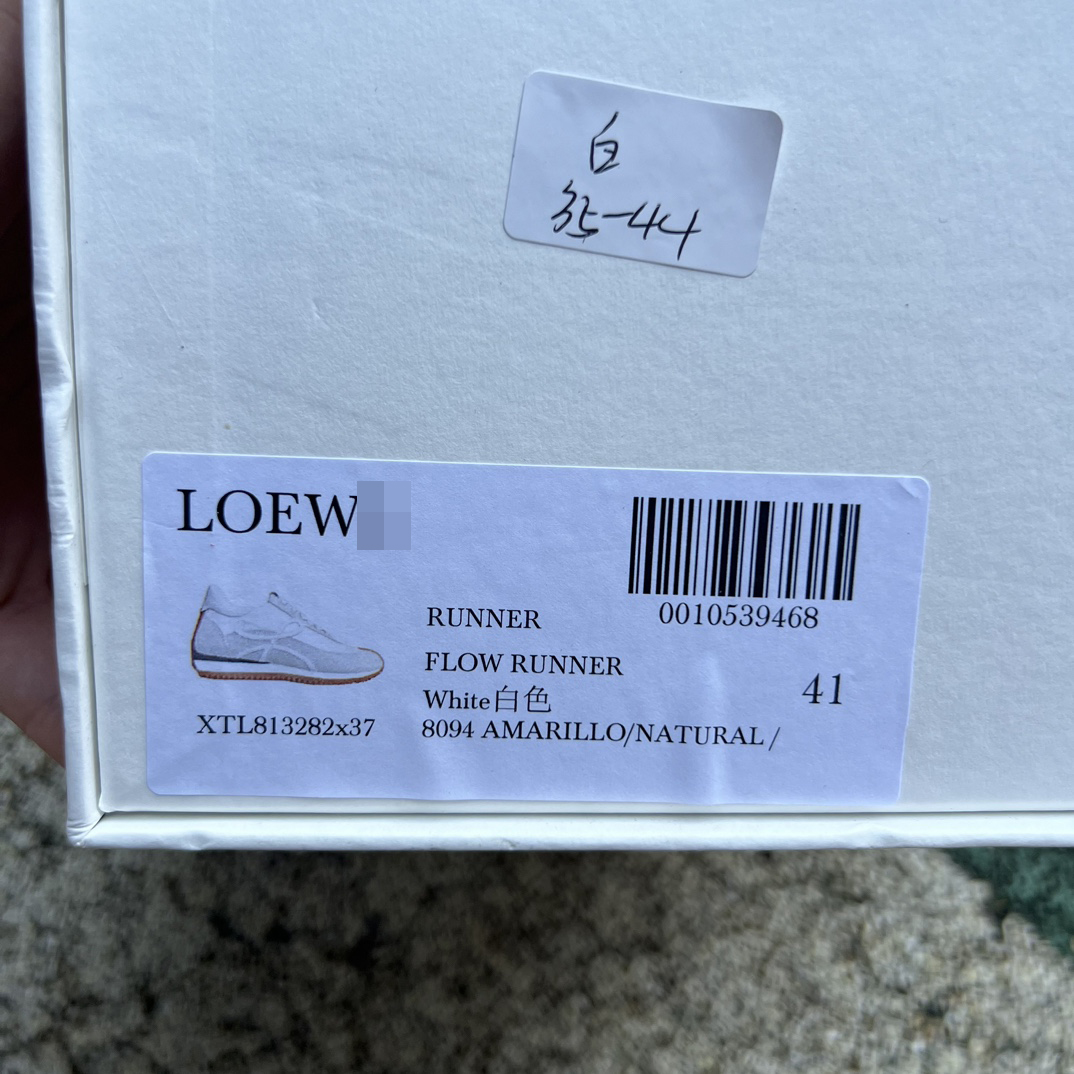 白
35-44
LOEW
0010539468
RUNNER
FLOW RUNNER
White白色
41
XTL813282x37
8094 AMARILLO/NATURAL /